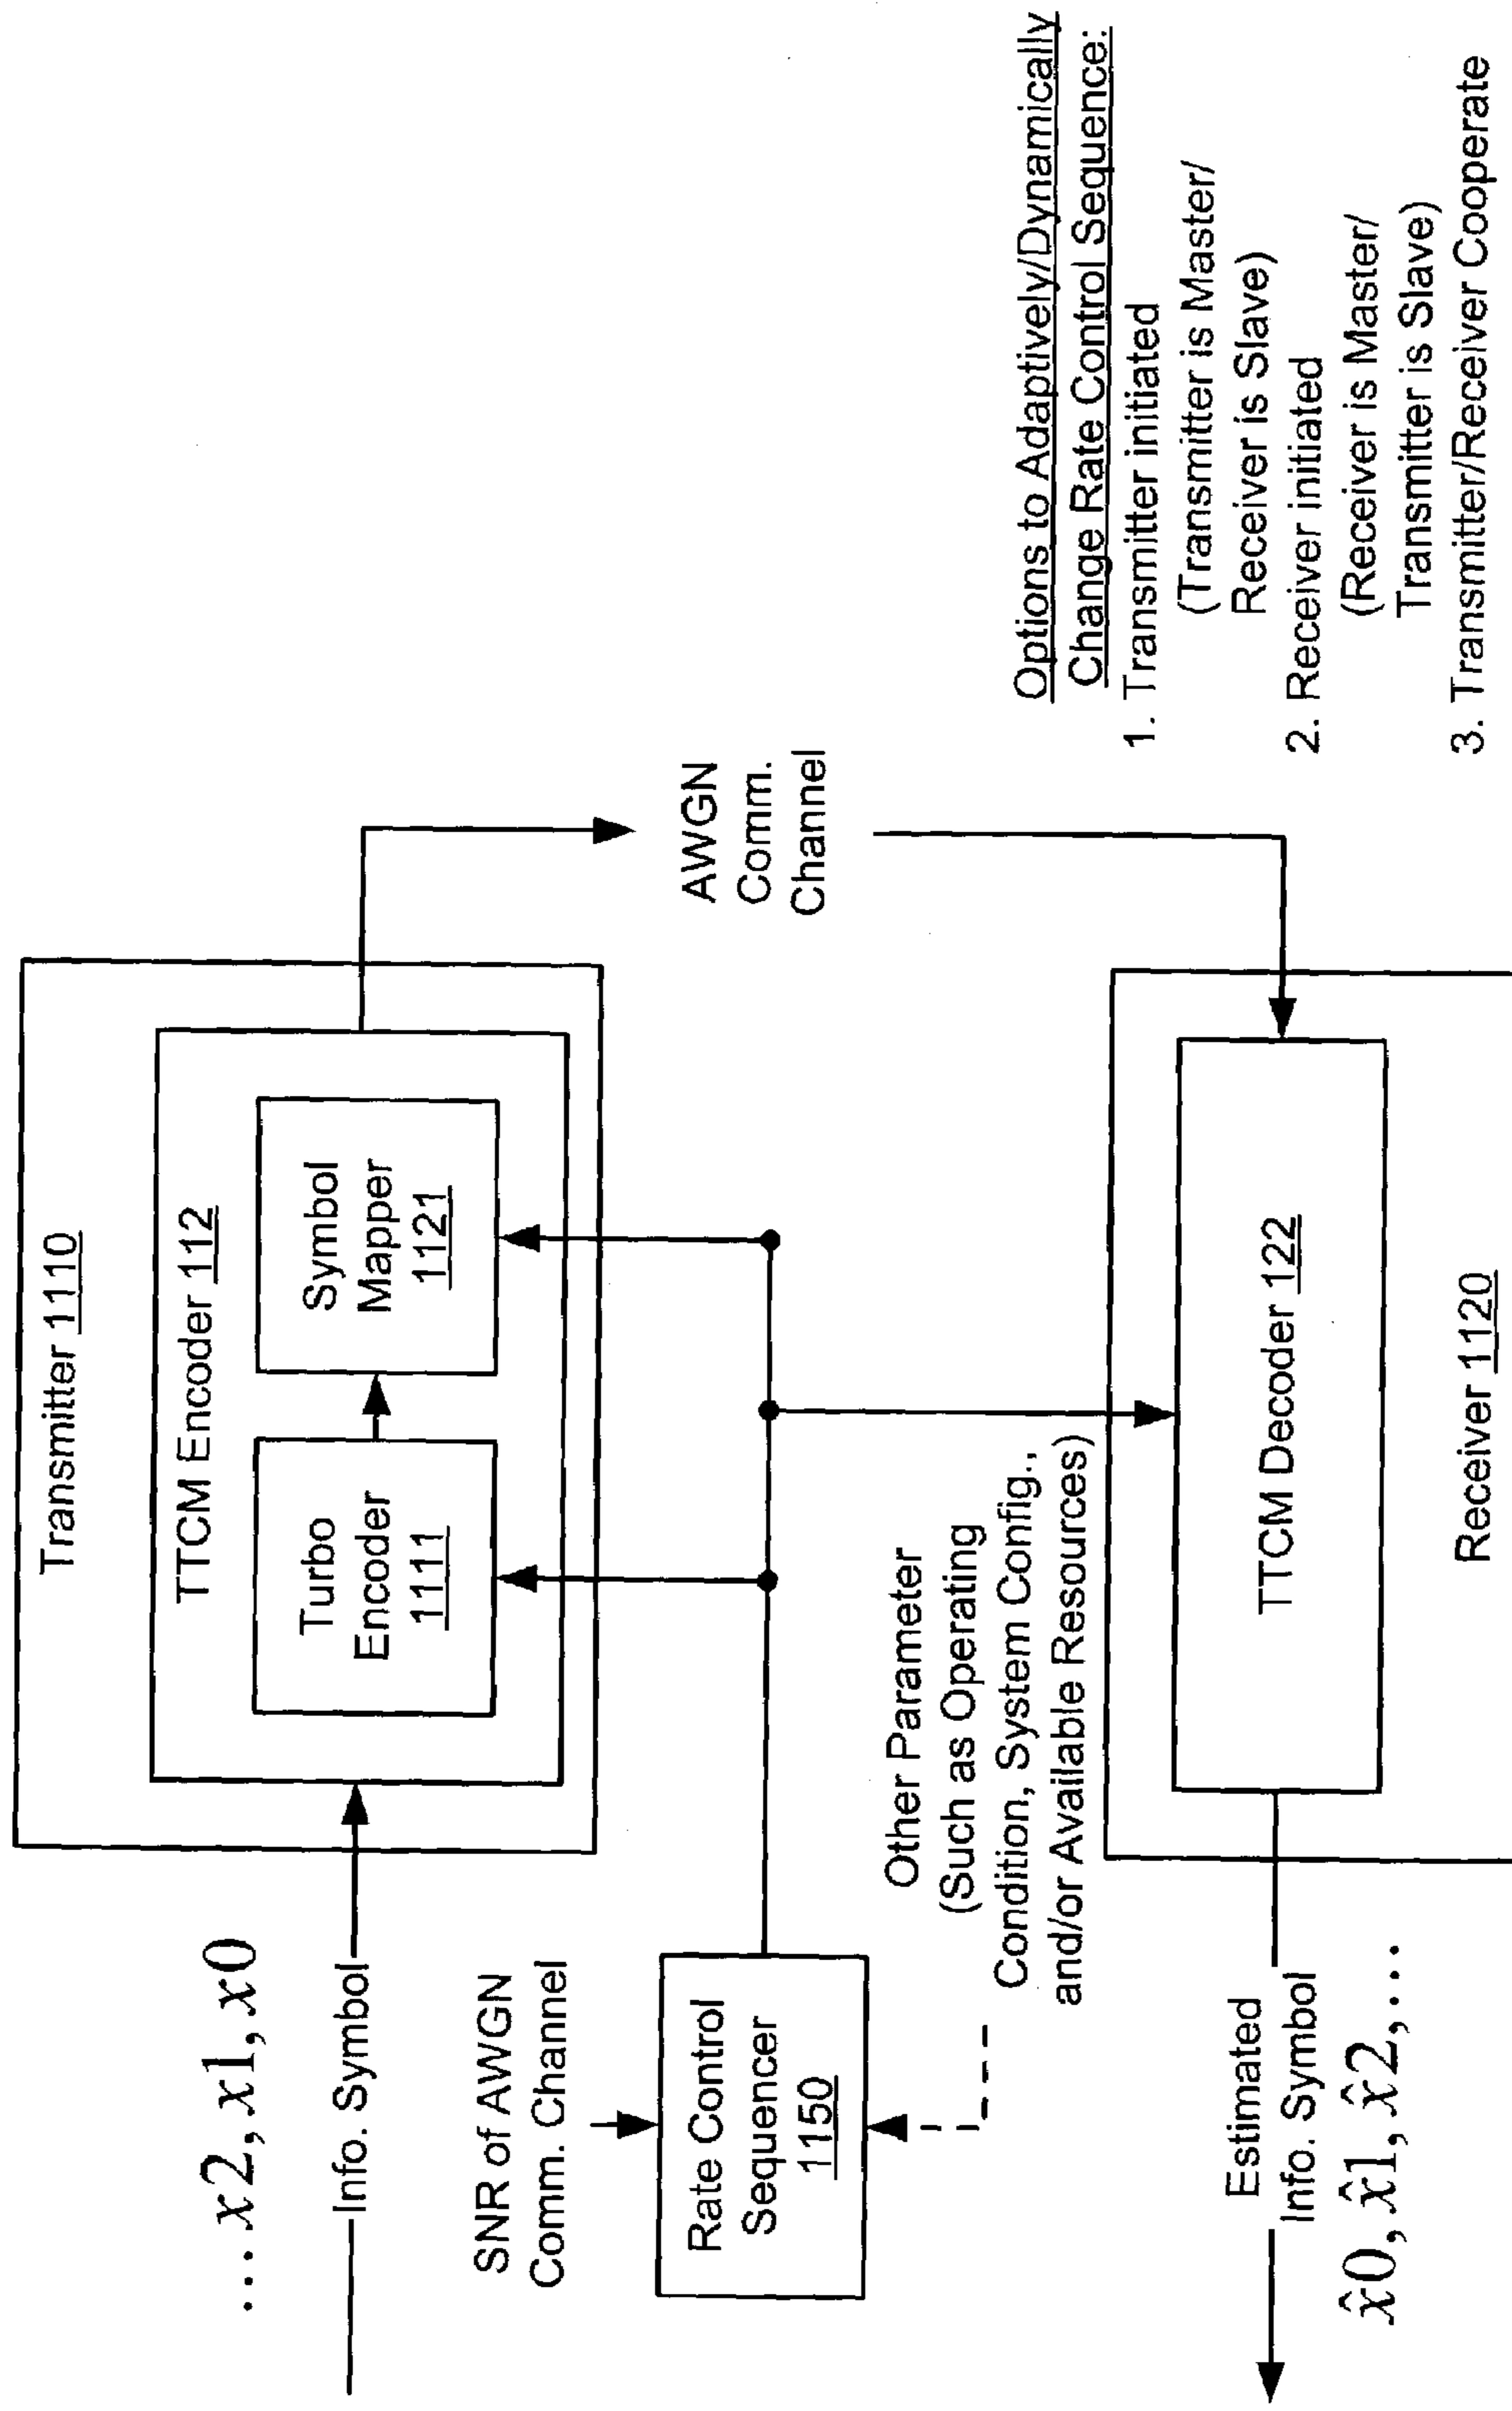 Transmitter 1110
TTCM Encoder 112
...x2, x1, x0
Info. Symbol
Turbo
Encoder
1111
Symbol
Mapper
1121
SNR of AWGN
Comm. Channel
AWGN
Comm.
Channel
Rate Control
Sequencer
1150
Other Parameter
(Such as Operating
Condition, System Config.,
and/or Available Resources)
Options to Adaptively/Dynamically
Change Rate Control Sequence:
1. Transmitter initiated
(Transmitter is Master/
Receiver is Slave)
2. Receiver initiated
(Receiver is Master/
Transmitter is Slave)
3. Transmitter/Receiver Cooperate
Estimated
Info. Symbol
x̂0, x̂1, x̂2,...
TTCM Decoder 122
Receiver 1120